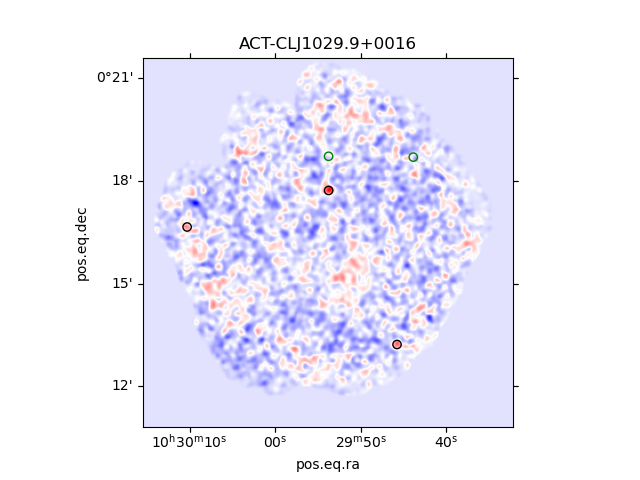 ACT-CLJ1029.9+0016
0°21'
18'
15'
12'
pos.eq.dec
10ʰ30ᵐ10ˢ 00ˢ 29ᵐ50ˢ 40ˢ
pos.eq.ra